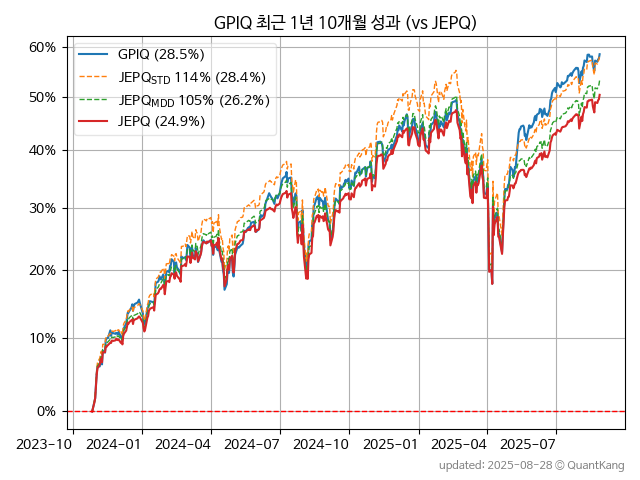 GPIQ 최근 1년 10개월 성과 (vs JEPQ)
60%
50%
40%
30%
20%
10%
0%
GPIQ (28.5%)
JEPQSTD 114% (28.4%)
JEPQMDD 105% (26.2%)
JEPQ (24.9%)
2023-10 2024-01 2024-04 2024-07 2024-10 2025-01 2025-04 2025-07
updated: 2025-08-28 © QuantKang